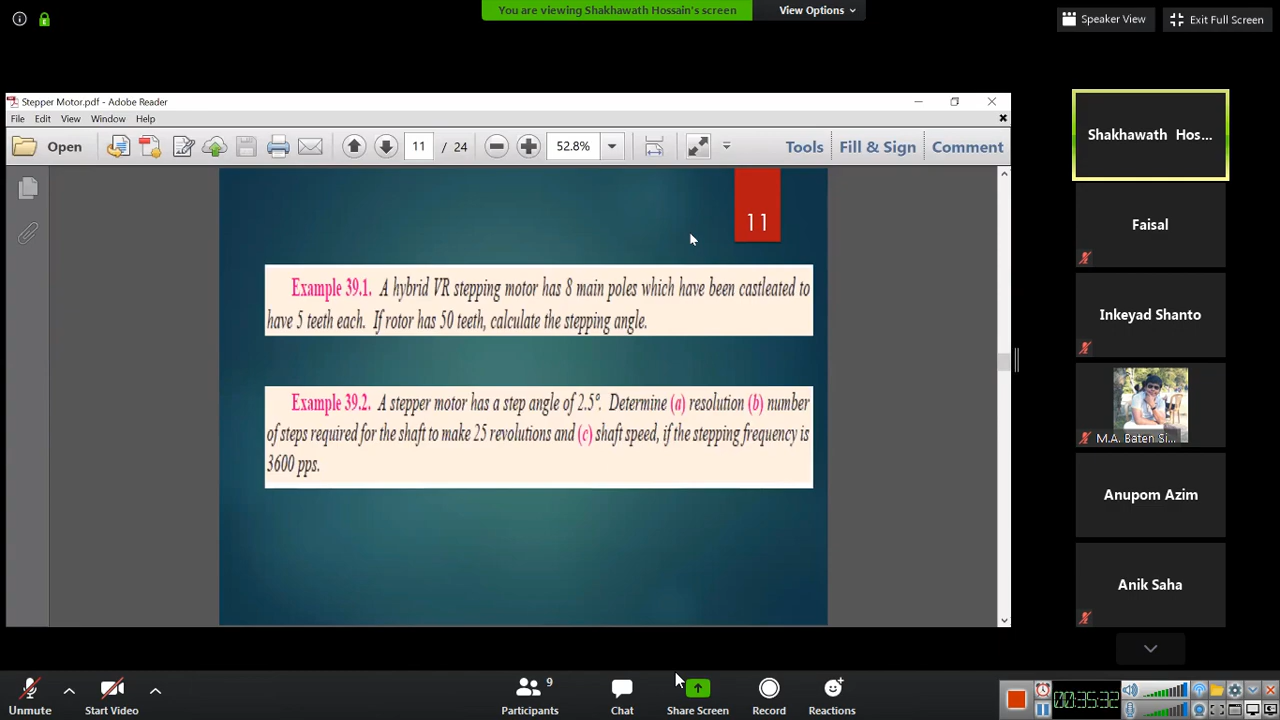 You are viewing Shakhawath Hossain's screen
View Options
Speaker View
Exit Full Screen
Stepper Motor.pdf - Adobe Reader
File Edit View Window Help
Open
11 / 24
52.8%
Tools
Fill & Sign
Comment
11
Example 39.1. A hybrid VR stepping motor has 8 main poles which have been castleated to
have 5 teeth each. If rotor has 50 teeth, calculate the stepping angle.
Example 39.2. A stepper motor has a step angle of 2.5°. Determine (a) resolution (b) number
of steps required for the shaft to make 25 revolutions and (c) shaft speed, if the stepping frequency is
3600 pps.
Shakhawath Hos...
Faisal
Inkeyad Shanto
M.A. Baten Si...
Anupom Azim
Anik Saha
Unmute
Start Video
9
Participants
Chat
Share Screen
Record
Reactions
00:35:32